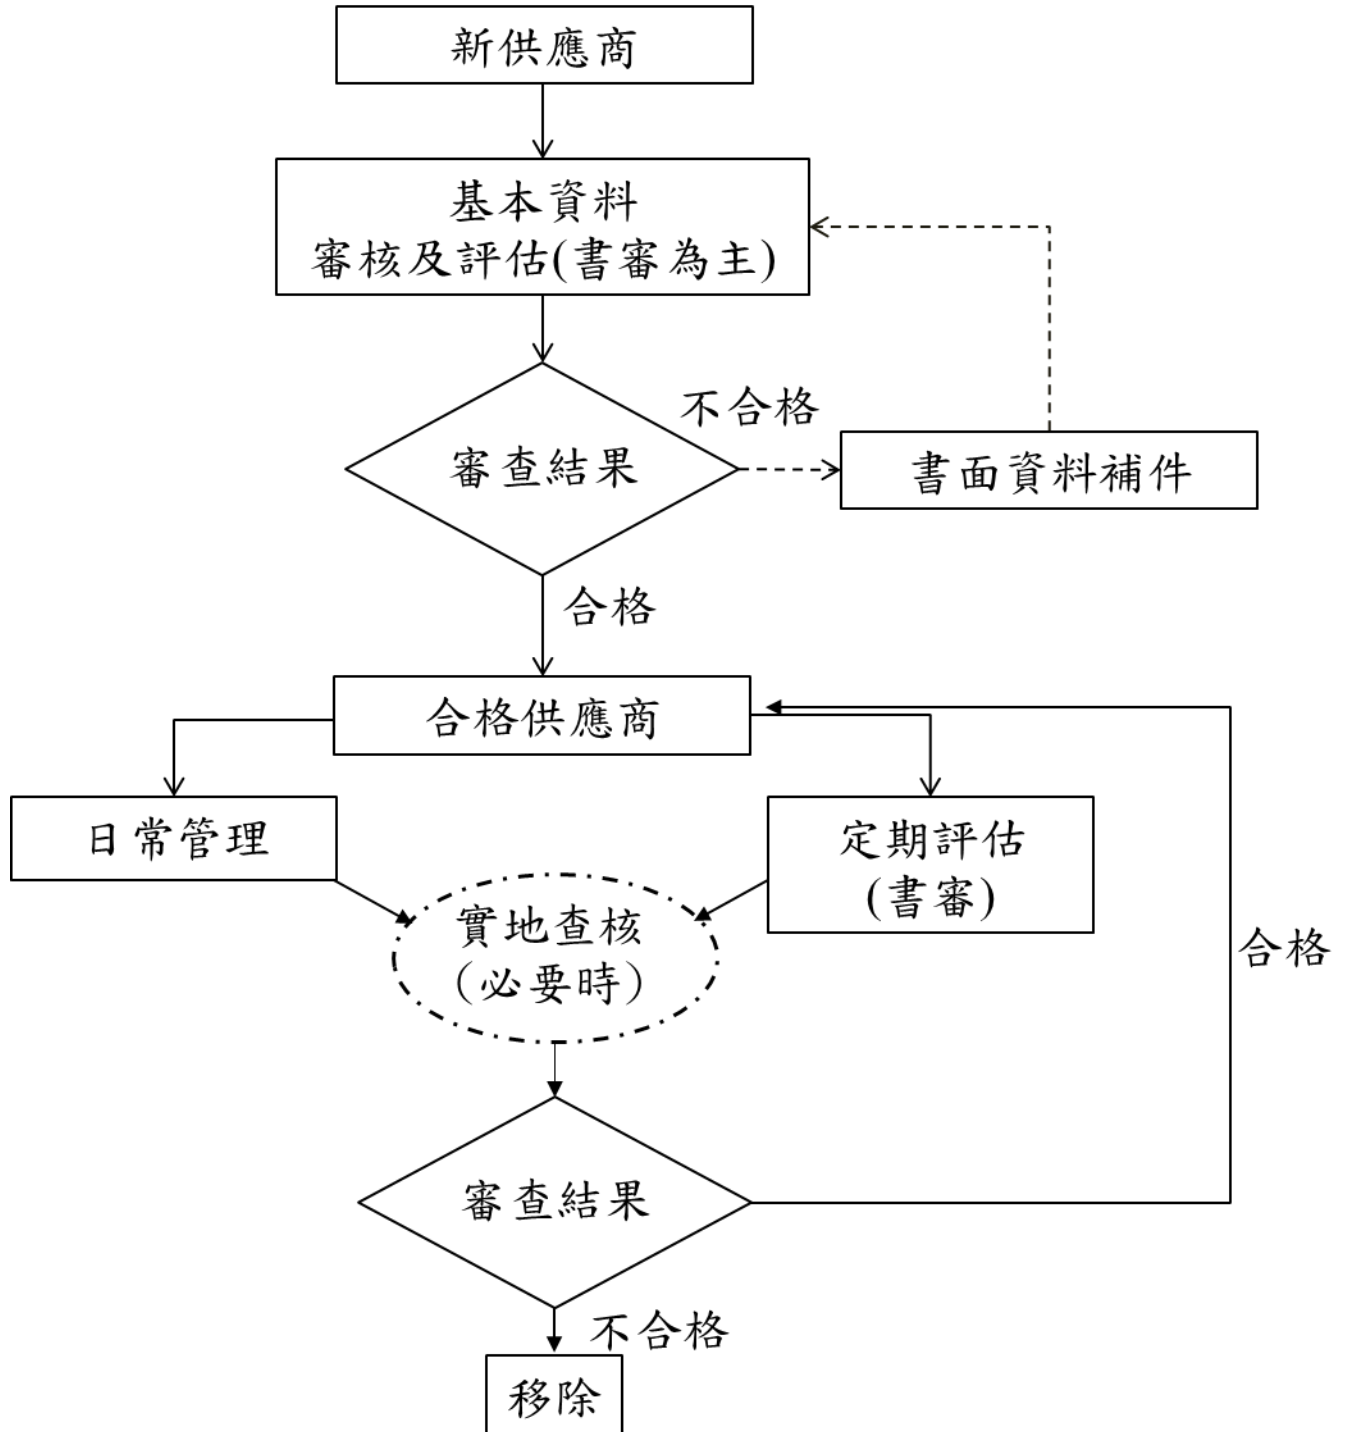 新供應商
基本資料
審核及評估(書審為主)
不合格
審查結果
書面資料補件
合格
合格供應商
日常管理
定期評估
(書審)
實地查核
(必要時)
合格
審查結果
不合格
移除